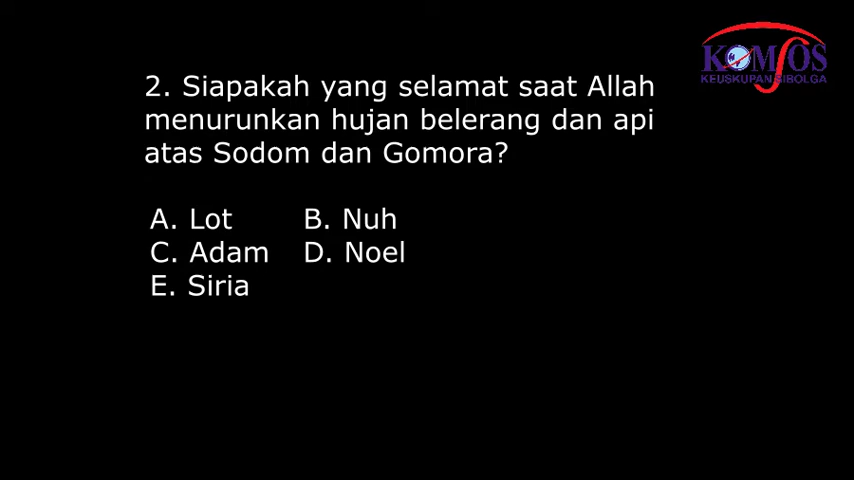 KOMSOS
KEUSKUPAN SIBOLGA
2. Siapakah yang selamat saat Allah
menurunkan hujan belerang dan api
atas Sodom dan Gomora?
A. Lot B. Nuh
C. Adam D. Noel
E. Siria